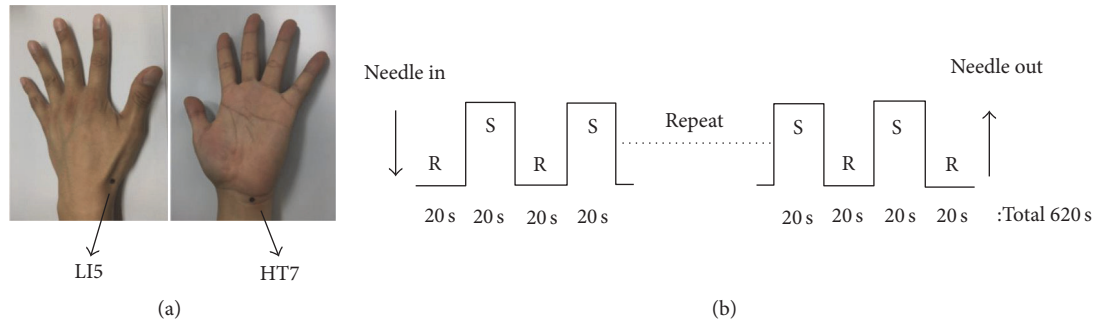 LI5
HT7
(a)
Needle in
Needle out
S
S
Repeat
S
S
R
R
R
R
20 s
20 s
20 s
20 s
20 s
20 s
20 s
20 s
:Total 620 s
(b)